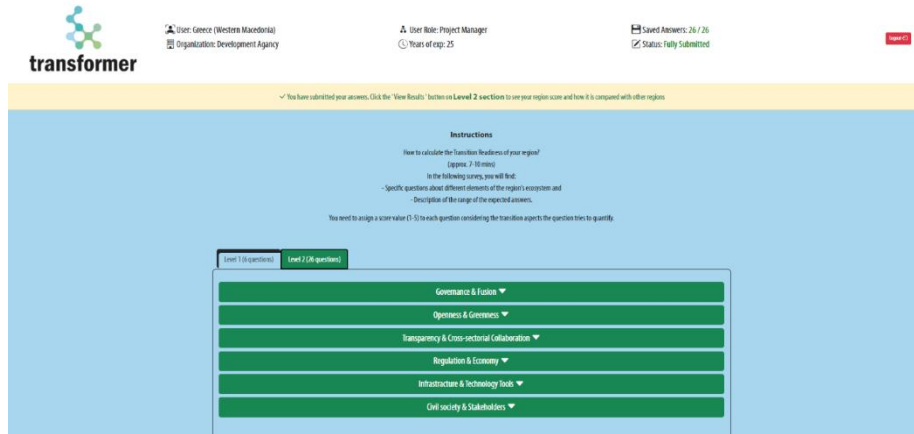 transformer
User: Greece (Western Macedonia)
Organization: Development Agancy
User Role: Project Manager
Years of exp: 25
Saved Answers: 26 / 26
Status: Fully Submitted
logout
✓ You have submitted your answers. Click the 'View Results' button on Level 2 section to see your region score and how it is compared with other regions
Instructions
How to calculate the Transition Readiness of your region?
(approx. 7-10 mins)
In the following survey, you will find:
- Specific questions about different elements of the region's ecosystem and
- Description of the range of the expected answers.
You need to assign a score value (1-5) to each question considering the transition aspects the question tries to quantify.
Level 1 (6 questions)
Level 2 (26 questions)
Governance & Fusion
Openness & Greenness
Transparency & Cross-sectorial Collaboration
Regulation & Economy
Infrastructure & Technology Tools
Civil society & Stakeholders